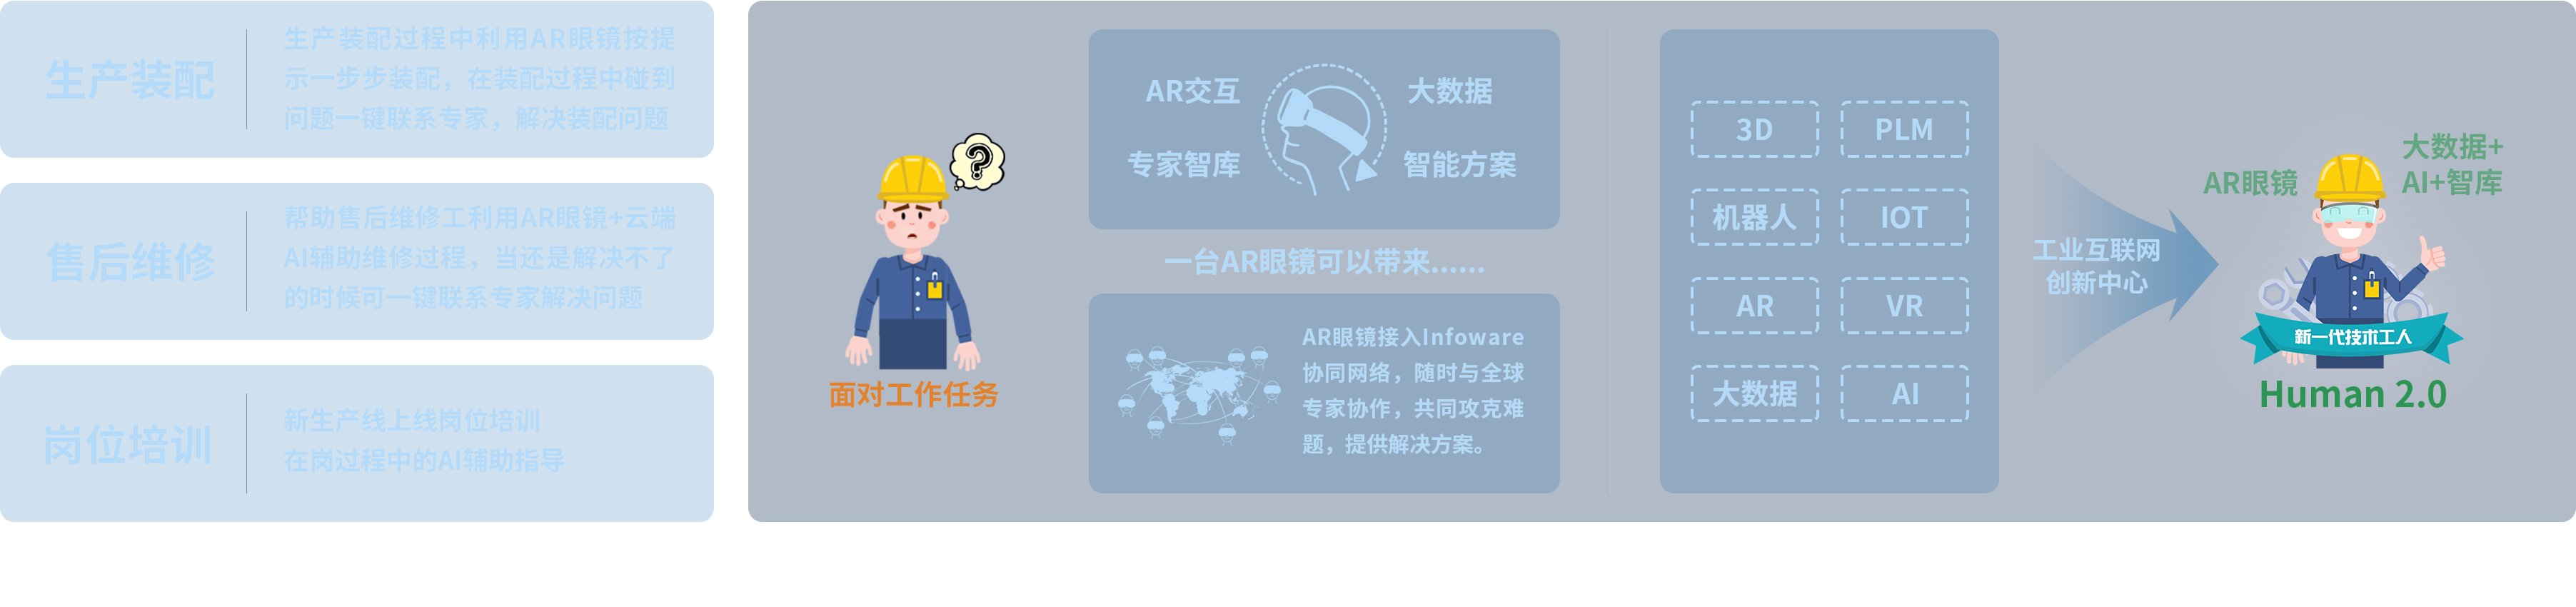 生产装配
生产装配过程中利用AR眼镜按提
示一步步装配，在装配过程中碰到
问题一键联系专家，解决装配问题
售后维修
帮助售后维修工利用AR眼镜+云端
AI辅助维修过程，当还是解决不了
的时候可一键联系专家解决问题
岗位培训
新生产线上线岗位培训
在岗过程中的AI辅助指导
?
面对工作任务
AR交互
大数据
专家智库
智能方案
一台AR眼镜可以带来......
AR眼镜接入Infoware
协同网络，随时与全球
专家协作，共同攻克难
题，提供解决方案。
3D
PLM
机器人
IOT
AR
VR
大数据
AI
工业互联网
创新中心
AR眼镜
大数据+
AI+智库
新一代技术工人
Human 2.0